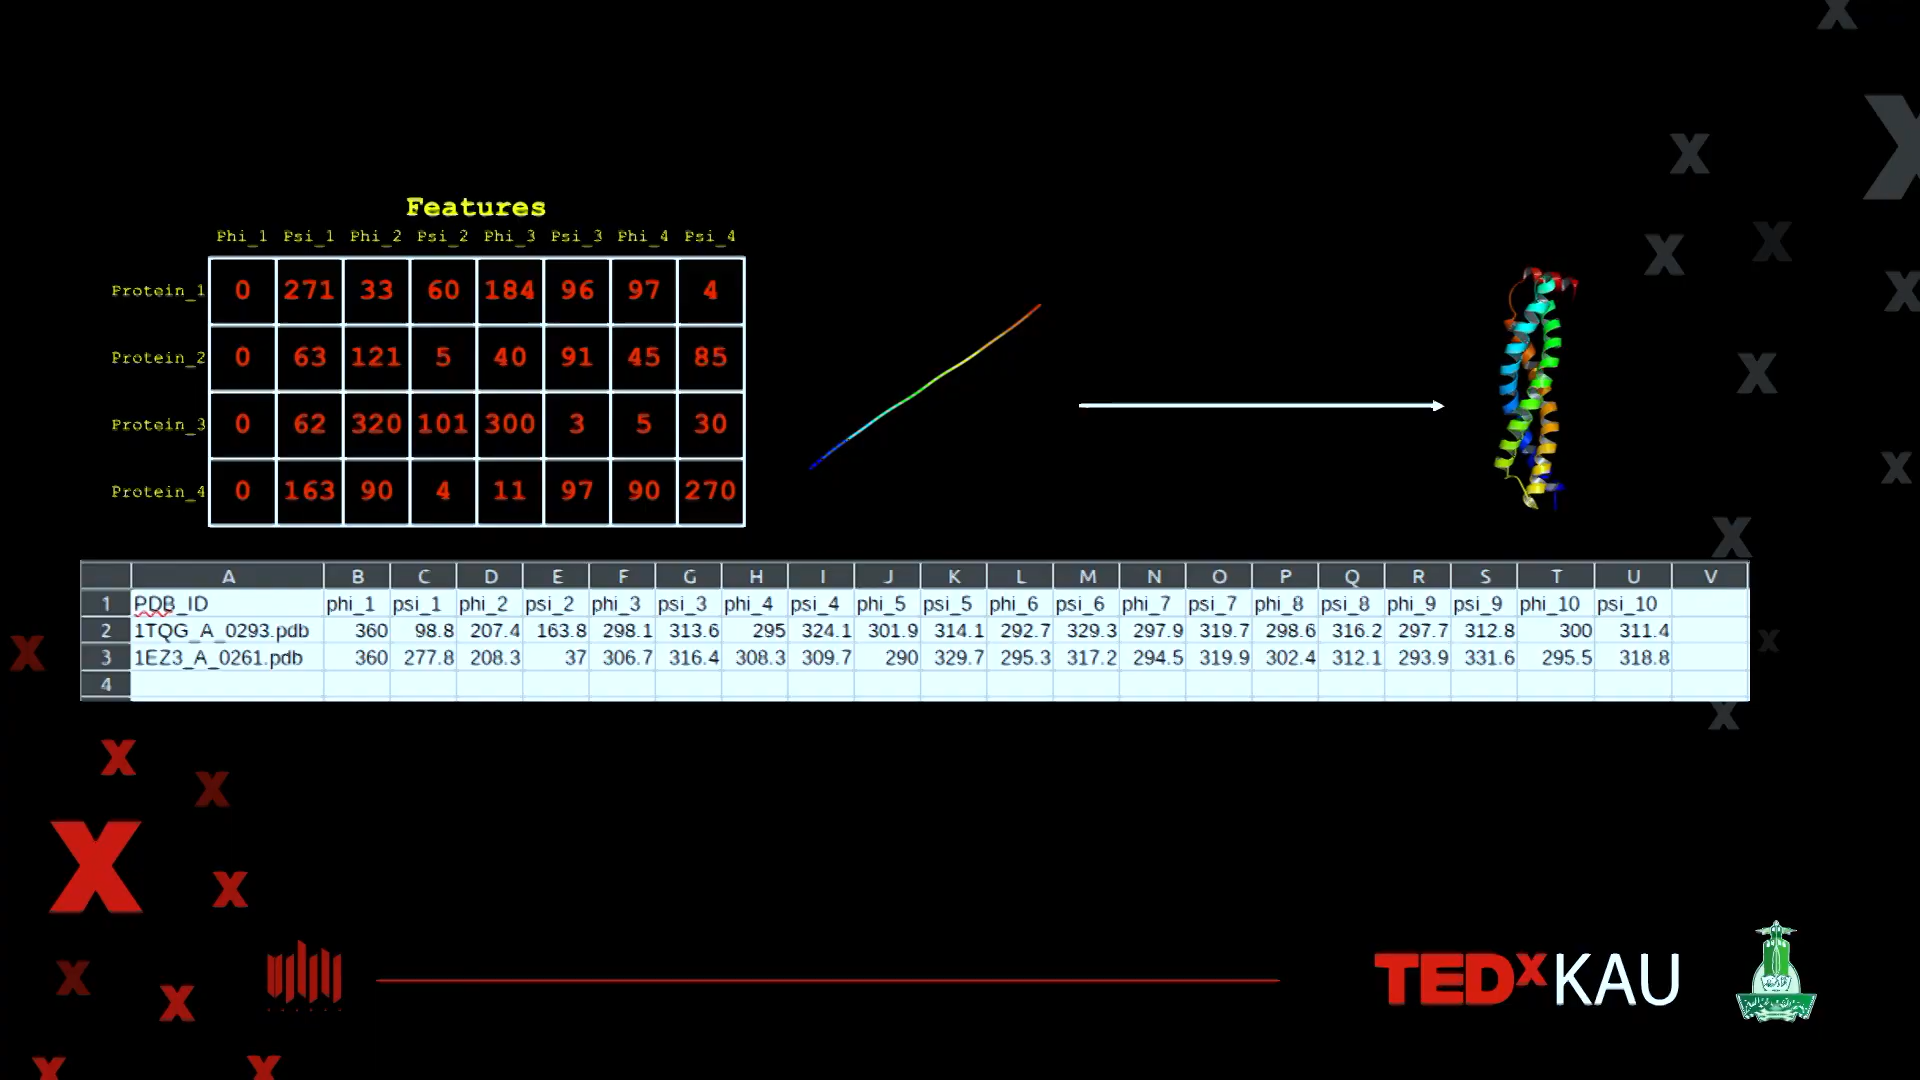 Features
Phi_1 Psi_1 Phi_2 Psi_2 Phi_3 Psi_3 Phi_4 Psi_4
Protein_1 0 271 33 60 184 96 97 4
Protein_2 0 63 121 5 40 91 45 85
Protein_3 0 62 320 101 300 3 5 30
Protein_4 0 163 90 4 11 97 90 270
A B C D E F G H I J K L M N O P Q R S T U V
1 PDB_ID phi_1 psi_1 phi_2 psi_2 phi_3 psi_3 phi_4 psi_4 phi_5 psi_5 phi_6 psi_6 phi_7 psi_7 phi_8 psi_8 phi_9 psi_9 phi_10 psi_10
2 1TQG_A_0293.pdb 360 98.8 207.4 163.8 298.1 313.6 295 324.1 301.9 314.1 292.7 329.3 297.9 319.7 298.6 316.2 297.7 312.8 300 311.4
3 1EZ3_A_0261.pdb 360 277.8 208.3 37 306.7 316.4 308.3 309.7 290 329.7 295.3 317.2 294.5 319.9 302.4 312.1 293.9 331.6 295.5 318.8
4
TEDxKAU